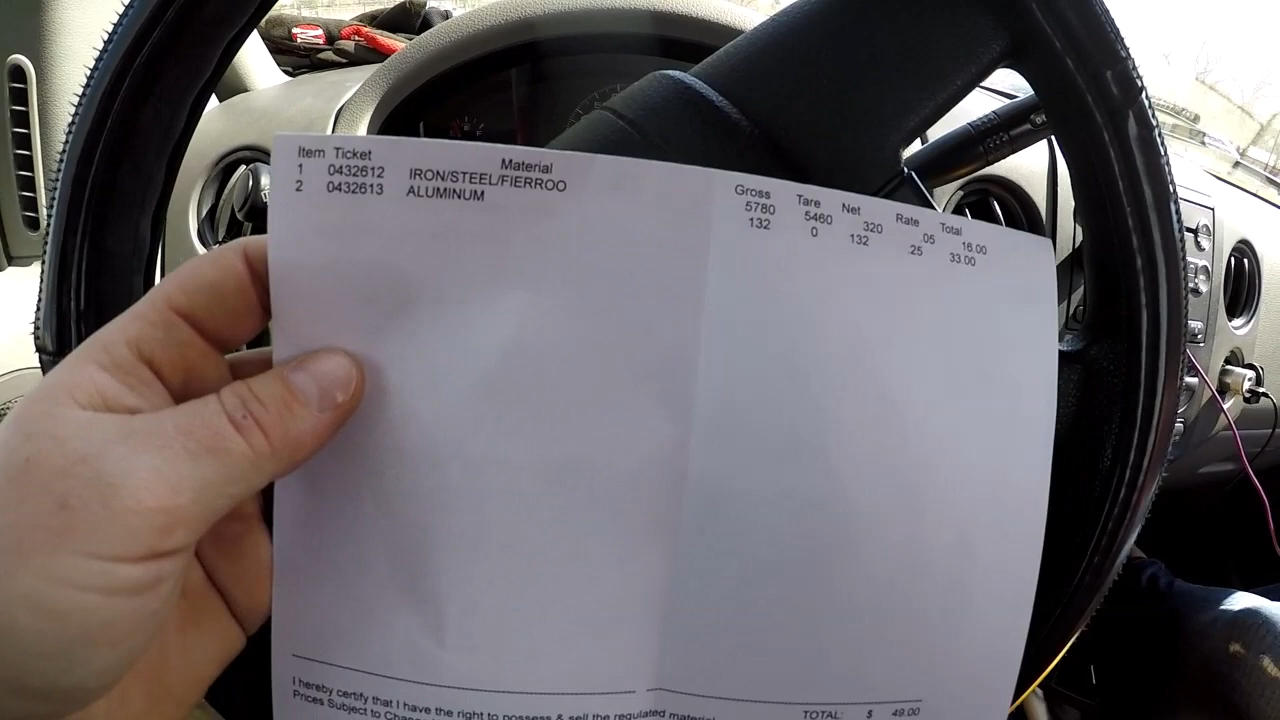 Item Ticket Material Gross Tare Net Rate Total
1 0432612 IRON/STEEL/FIERROO 5780 5460 320 .05 16.00
2 0432613 ALUMINUM 132 0 132 .25 33.00
I hereby certify that I have the right to possess & sell the regulated material
Prices Subject to TOTAL: $ 49.00